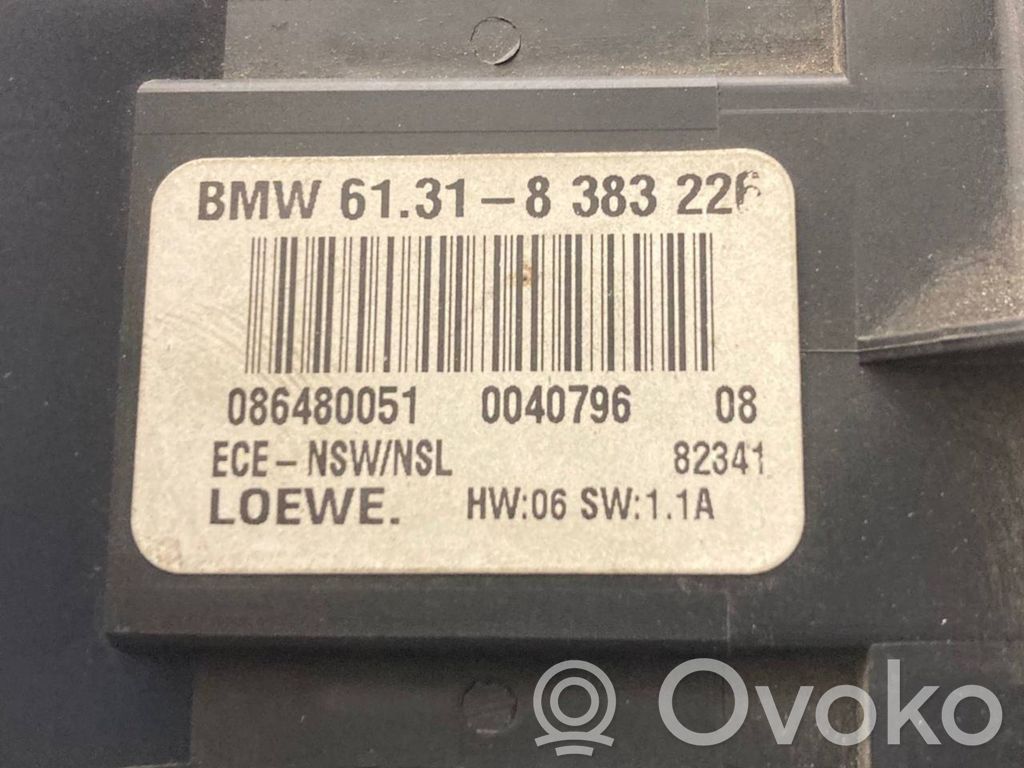 BMW 61.31-8 383 226
086480051 0040796 08
ECE-NSW/NSL 82341
LOEWE. HW:06 SW:1.1A
Ovoko